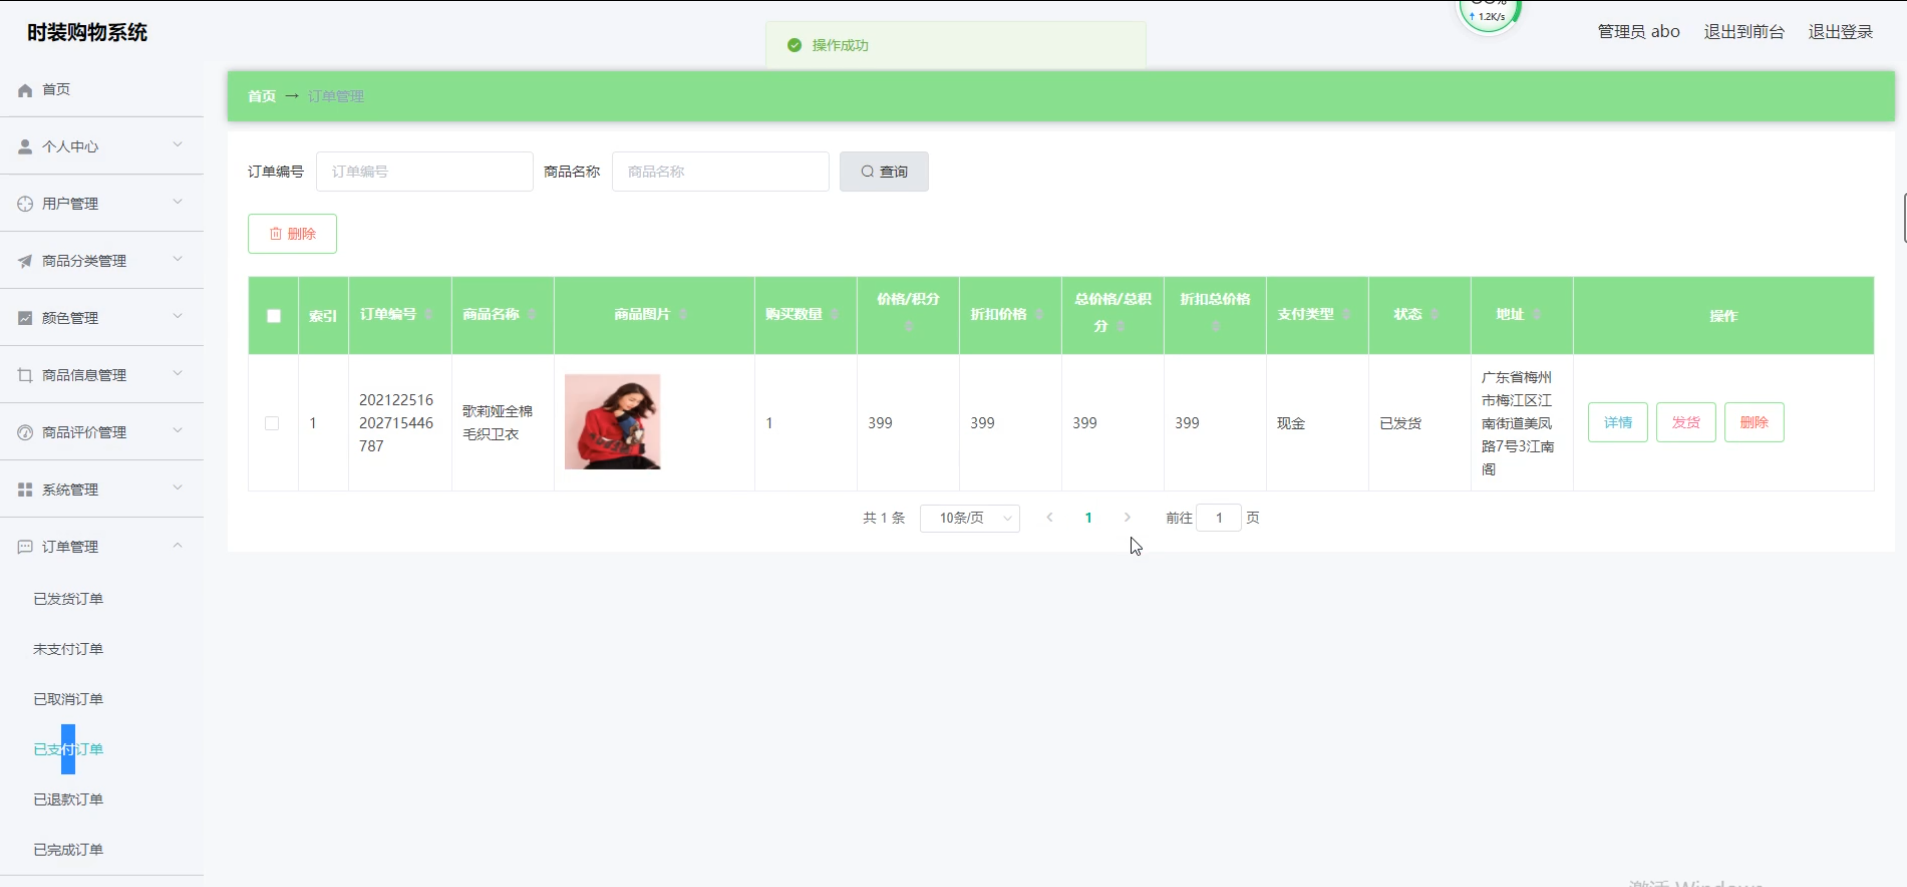 时装购物系统
1.2K/s
管理员 abo 退出到前台 退出登录
操作成功
首页
个人中心
用户管理
商品分类管理
颜色管理
商品信息管理
商品评价管理
系统管理
订单管理
已发货订单
未支付订单
已取消订单
已支付订单
已退款订单
已完成订单
首页 → 订单管理
订单编号 订单编号 商品名称 商品名称 查询
删除
索引 订单编号 商品名称 商品图片 购买数量 价格/积分 折扣价格 总价格/总积分 折扣总价格 支付类型 状态 地址 操作
1
202122516
202715446
787
歌莉娅全棉
毛织卫衣
1 399 399 399 399 现金 已发货
广东省梅州
市梅江区江
南街道美凤
路7号3江南
阁
详情 发货 删除
共 1 条 10条/页 1 前往 1 页
激活 Windows